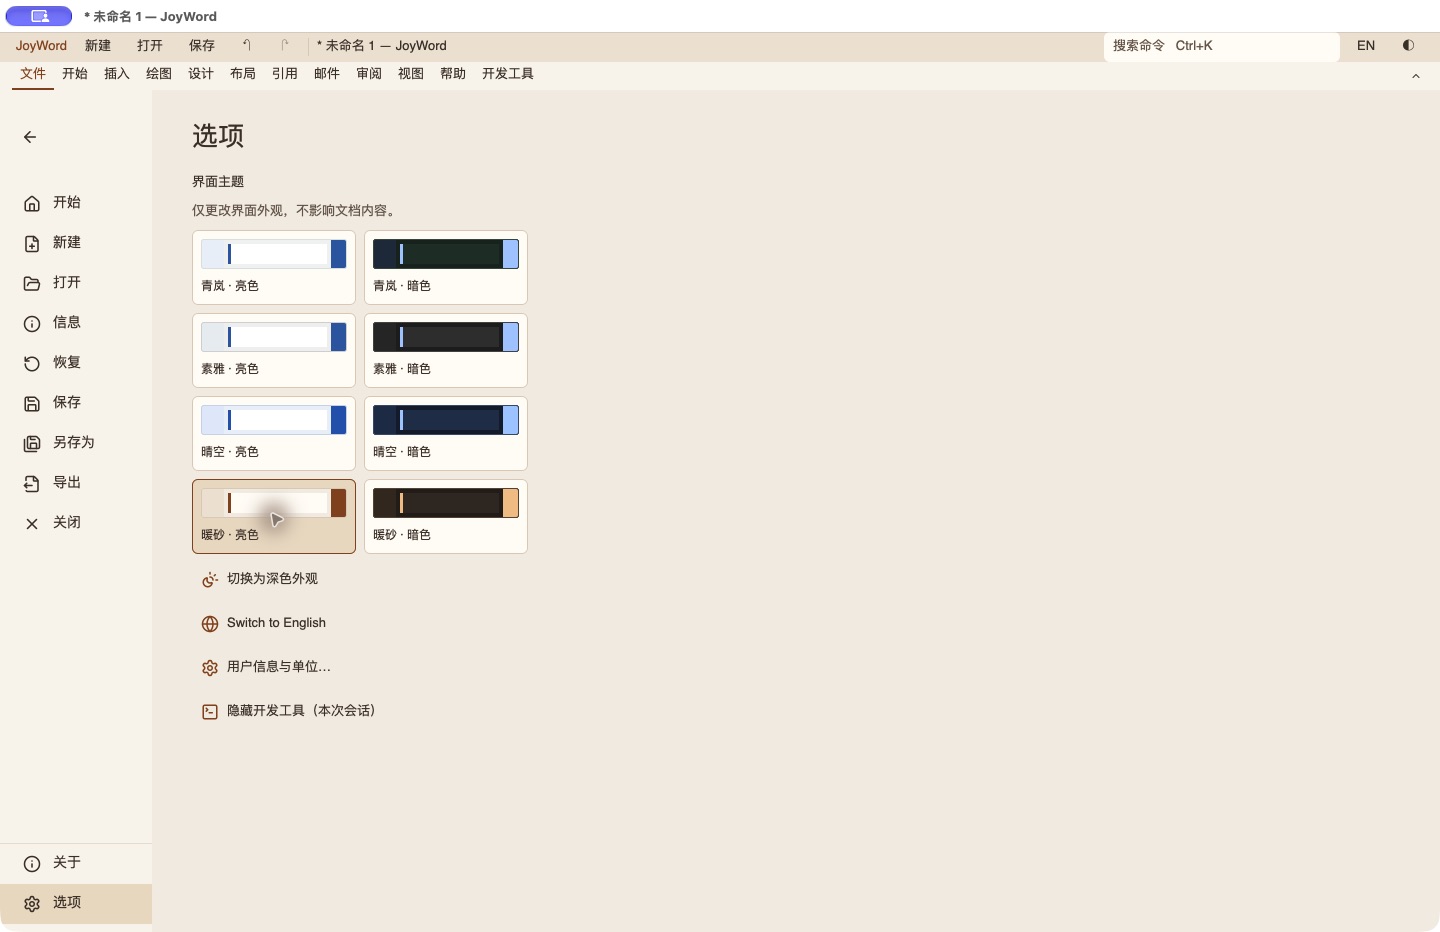 * 未命名 1 — JoyWord
JoyWord 新建 打开 保存 * 未命名 1 — JoyWord 搜索命令 Ctrl+K EN
文件 开始 插入 绘图 设计 布局 引用 邮件 审阅 视图 帮助 开发工具
开始
新建
打开
信息
恢复
保存
另存为
导出
关闭
关于
选项
选项
界面主题
仅更改界面外观，不影响文档内容。
青岚 · 亮色
青岚 · 暗色
素雅 · 亮色
素雅 · 暗色
晴空 · 亮色
晴空 · 暗色
暖砂 · 亮色
暖砂 · 暗色
切换为深色外观
Switch to English
用户信息与单位...
隐藏开发工具（本次会话）